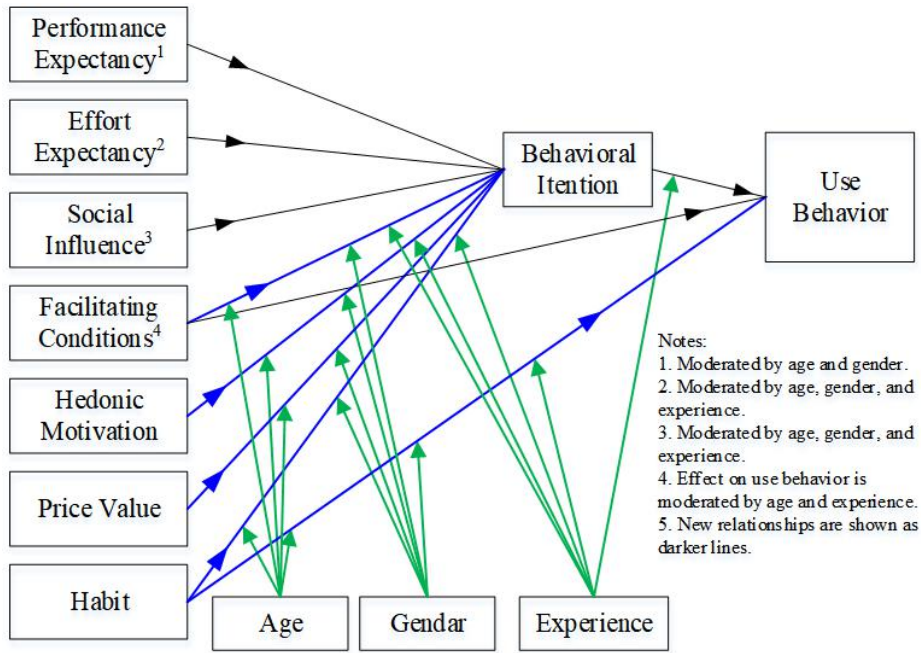 Performance
Expectancy1
Effort
Expectancy2
Social
Influence3
Facilitating
Conditions4
Hedonic
Motivation
Price Value
Habit
Behavioral
Itention
Use
Behavior
Notes:
1. Moderated by age and gender.
2. Moderated by age, gender, and
experience.
3. Moderated by age, gender, and
experience.
4. Effect on use behavior is
moderated by age and experience.
5. New relationships are shown as
darker lines.
Age
Gendar
Experience